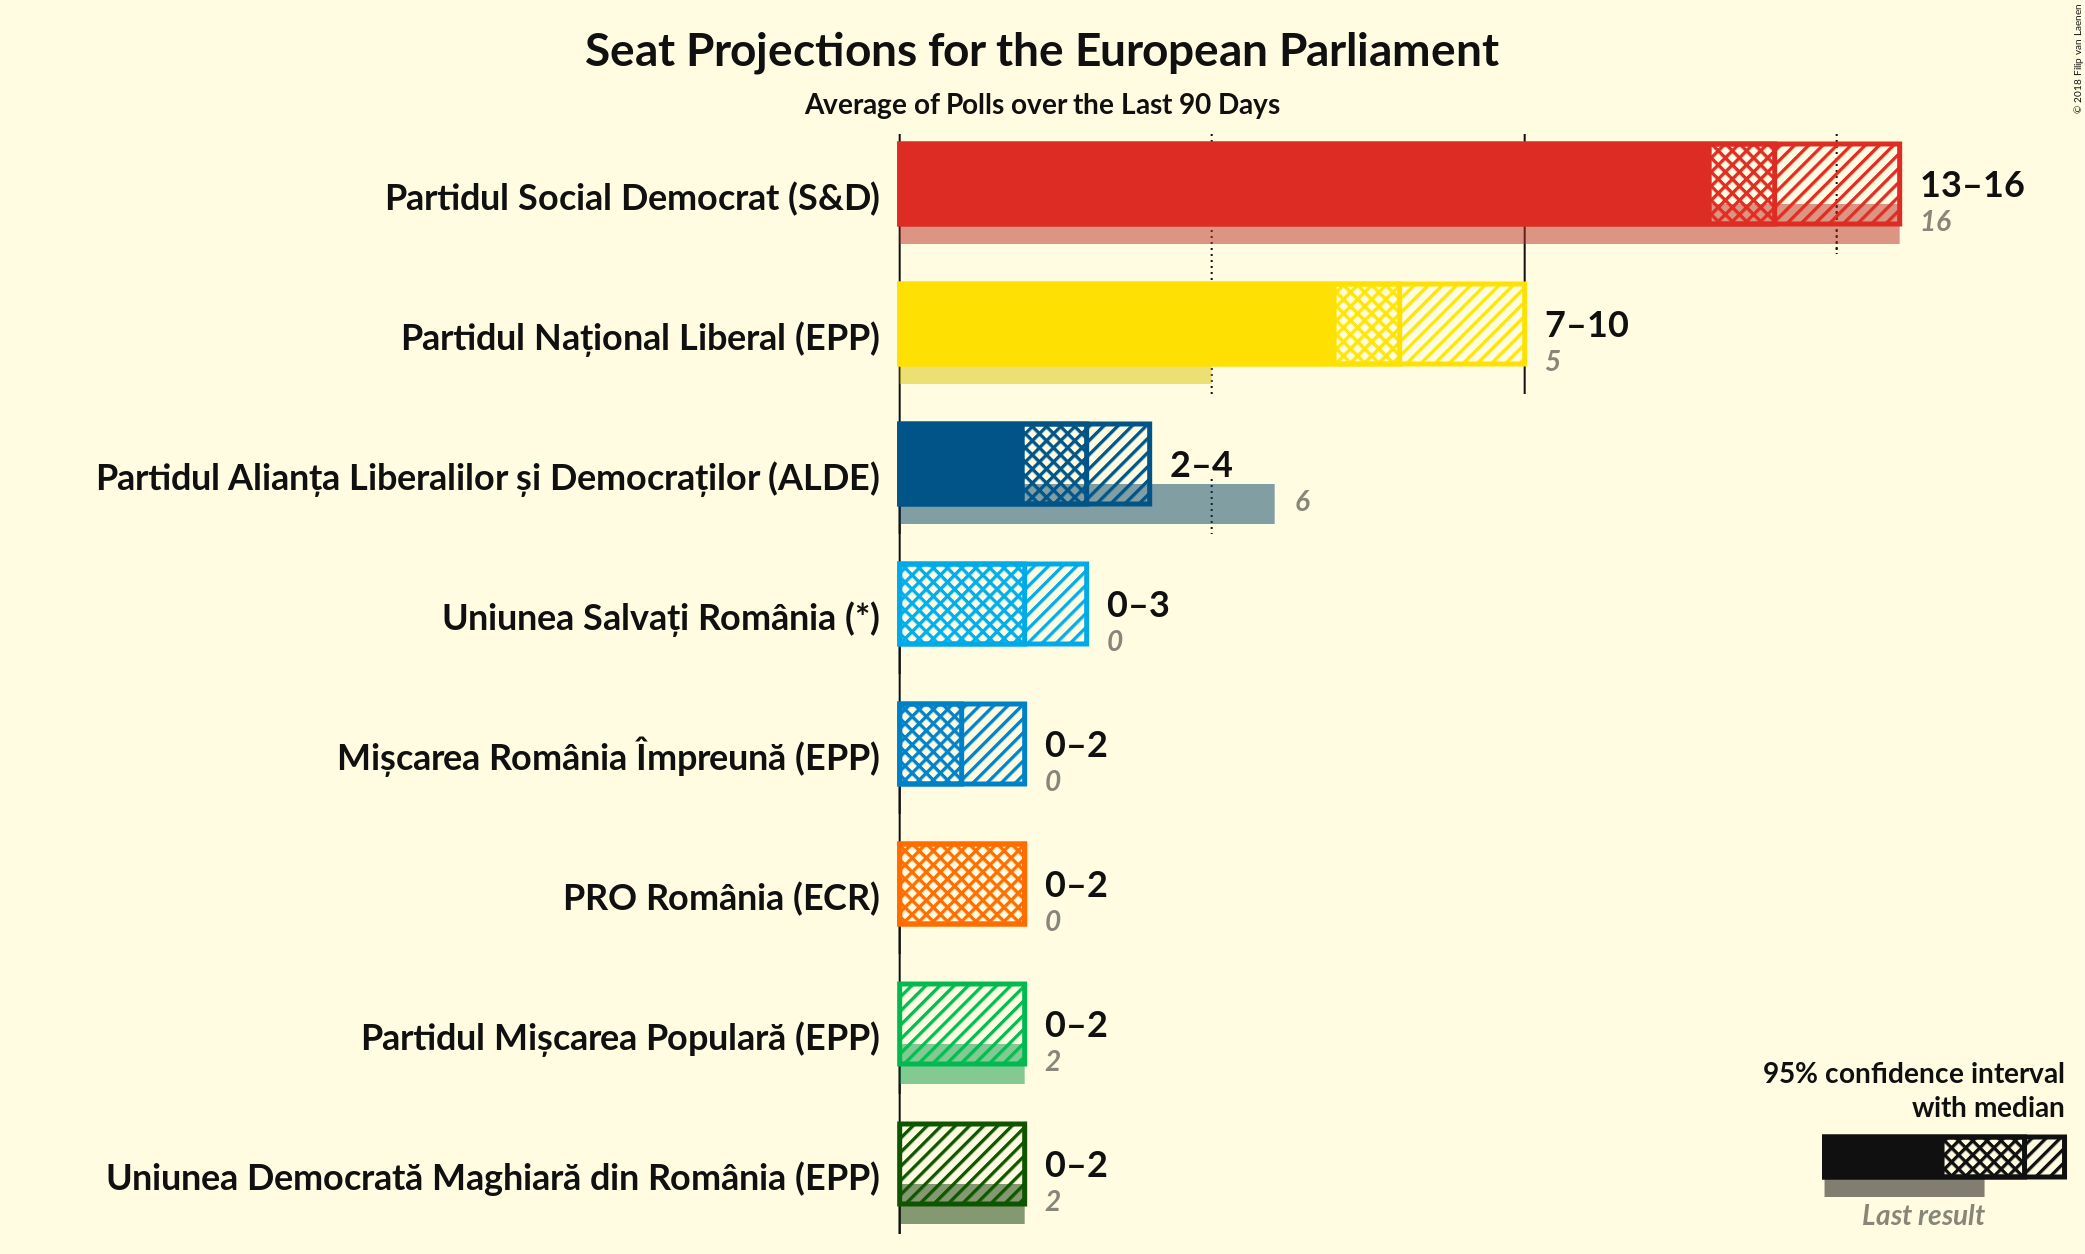 Seat Projections for the European Parliament
Average of Polls over the Last 90 Days
© 2018 Filip van Laenen
Partidul Social Democrat (S&D)
13–16
16
Partidul Național Liberal (EPP)
7–10
5
Partidul Alianța Liberalilor și Democraților (ALDE)
2–4
6
Uniunea Salvați România (*)
0–3
0
Mișcarea România Împreună (EPP)
0–2
0
PRO România (ECR)
0–2
0
Partidul Mișcarea Populară (EPP)
0–2
2
Uniunea Democrată Maghiară din România (EPP)
0–2
2
95% confidence interval
with median
Last result